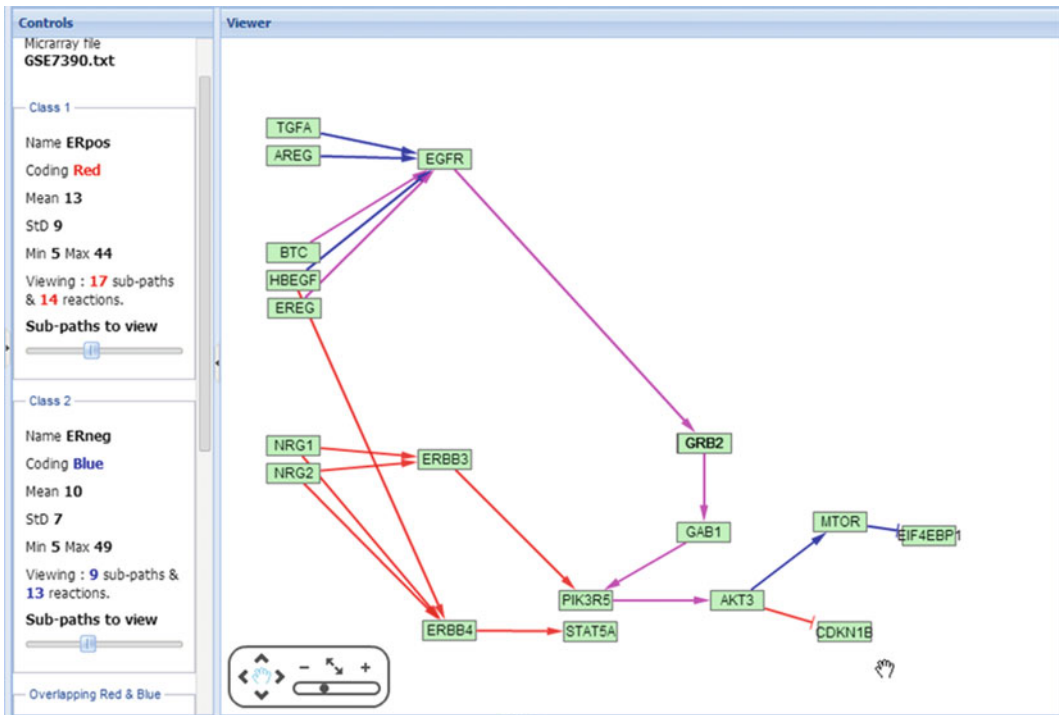 Controls
Micrarray file
GSE7390.txt
Class 1
Name ERpos
Coding Red
Mean 13
StD 9
Min 5 Max 44
Viewing : 17 sub-paths
& 14 reactions.
Sub-paths to view
Class 2
Name ERneg
Coding Blue
Mean 10
StD 7
Min 5 Max 49
Viewing : 9 sub-paths &
13 reactions.
Sub-paths to view
Overlapping Red & Blue
Viewer
TGFA
AREG
EGFR
BTC
HBEGF
EREG
NRG1
NRG2
ERBB3
GRB2
GAB1
MTOR
EIF4EBP1
PIK3R5
AKT3
ERBB4
STAT5A
CDKN1B